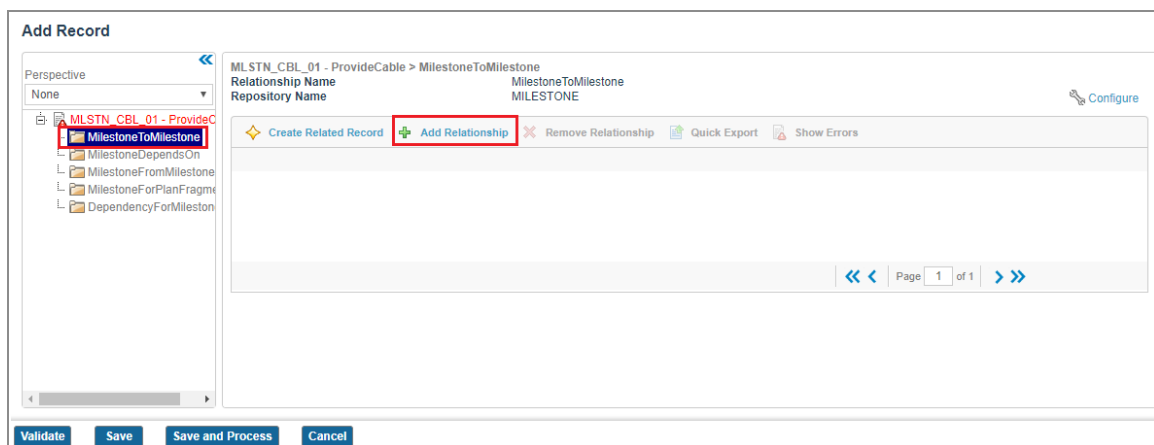 Add Record
Perspective
None
MLSTN_CBL_01 - ProvideC
MilestoneToMilestone
MilestoneDependsOn
MilestoneFromMilestone
MilestoneForPlanFragme
DependencyForMileston
MLSTN_CBL_01 - ProvideCable > MilestoneToMilestone
Relationship Name MilestoneToMilestone
Repository Name MILESTONE
Configure
Create Related Record Add Relationship Remove Relationship Quick Export Show Errors
Page 1 of 1
Validate Save Save and Process Cancel